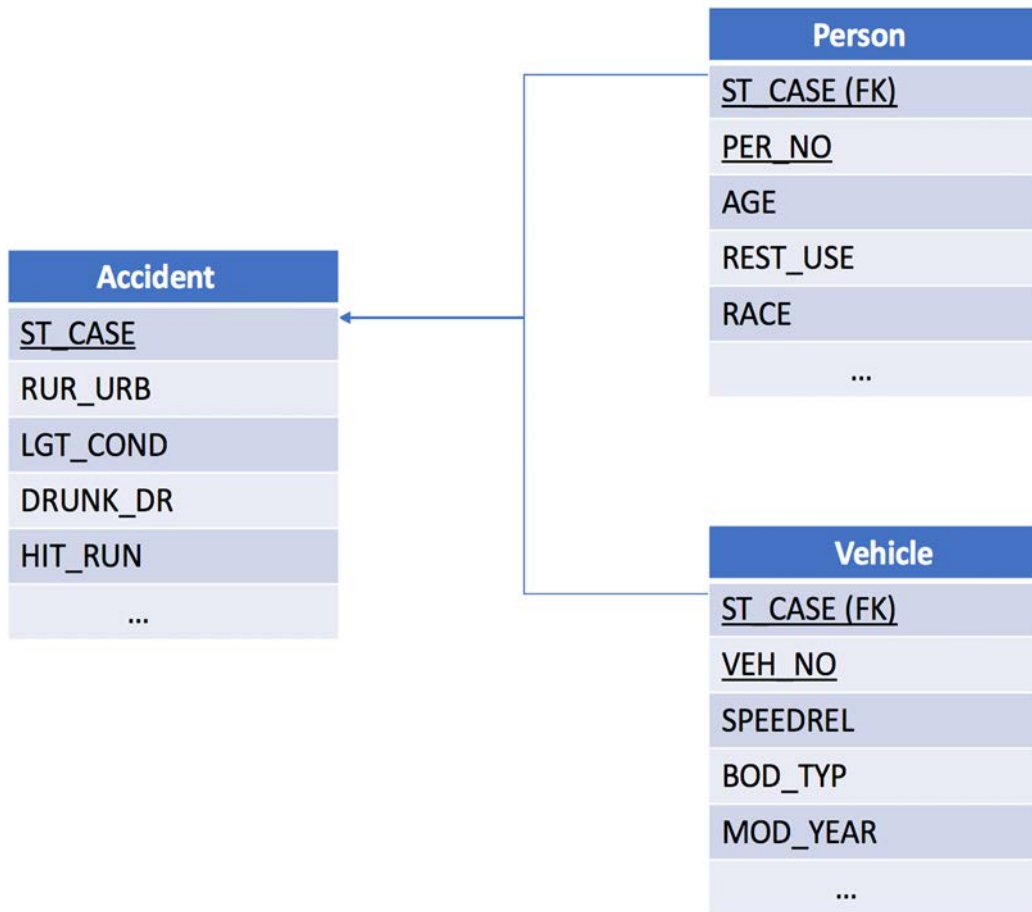 Accident
ST_CASE
RUR_URB
LGT_COND
DRUNK_DR
HIT_RUN
...
Person
ST_CASE (FK)
PER_NO
AGE
REST_USE
RACE
...
Vehicle
ST_CASE (FK)
VEH_NO
SPEEDREL
BOD_TYP
MOD_YEAR
...